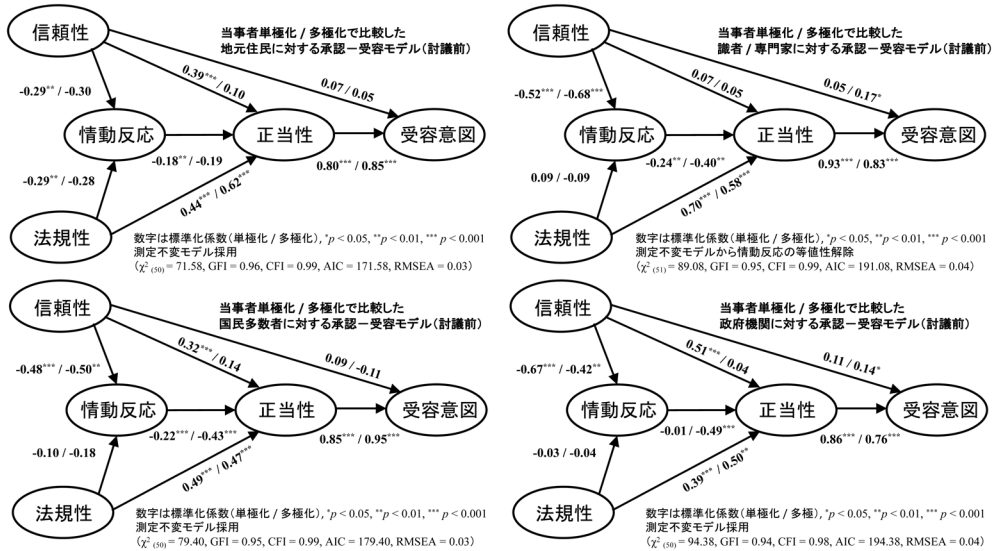 信頼性
当事者単極化 / 多極化で比較した
地元住民に対する承認－受容モデル（討議前）
0.39*** / 0.10
0.07 / 0.05
-0.29** / -0.30
情動反応
正当性
受容意図
-0.18** / -0.19
0.80*** / 0.85***
-0.29** / -0.28
0.44*** / 0.62***
法規性
数字は標準化係数（単極化 / 多極化）, *p < 0.05, **p < 0.01, *** p < 0.001
測定不変モデル採用
（χ² (50) = 71.58, GFI = 0.96, CFI = 0.99, AIC = 171.58, RMSEA = 0.03）
信頼性
当事者単極化 / 多極化で比較した
識者 / 専門家に対する承認－受容モデル（討議前）
0.07 / 0.05
0.05 / 0.17*
-0.52*** / -0.68***
情動反応
正当性
受容意図
-0.24** / -0.40**
0.93*** / 0.83***
0.09 / -0.09
0.70*** / 0.58***
法規性
数字は標準化係数（単極化 / 多極化）, *p < 0.05, **p < 0.01, *** p < 0.001
測定不変モデルから情動反応の等値性解除
（χ² (51) = 89.08, GFI = 0.95, CFI = 0.99, AIC = 191.08, RMSEA = 0.04）
信頼性
当事者単極化 / 多極化で比較した
国民多数者に対する承認－受容モデル（討議前）
0.32*** / 0.14
0.09 / -0.11
-0.48*** / -0.50**
情動反応
正当性
受容意図
-0.22*** / -0.43***
0.85*** / 0.95***
-0.10 / -0.18
0.49*** / 0.47***
法規性
数字は標準化係数（単極化 / 多極化）, *p < 0.05, **p < 0.01, *** p < 0.001
測定不変モデル採用
（χ² (50) = 79.40, GFI = 0.95, CFI = 0.99, AIC = 179.40, RMSEA = 0.03）
信頼性
当事者単極化 / 多極化で比較した
政府機関に対する承認－受容モデル（討議前）
0.51*** / 0.04
0.11 / 0.14*
-0.67*** / -0.42**
情動反応
正当性
受容意図
-0.01 / -0.49***
0.86*** / 0.76***
-0.03 / -0.04
0.39*** / 0.50**
法規性
数字は標準化係数（単極化 / 多極）, *p < 0.05, **p < 0.01, *** p < 0.001
測定不変モデル採用
（χ² (50) = 94.38, GFI = 0.94, CFI = 0.98, AIC = 194.38, RMSEA = 0.04）